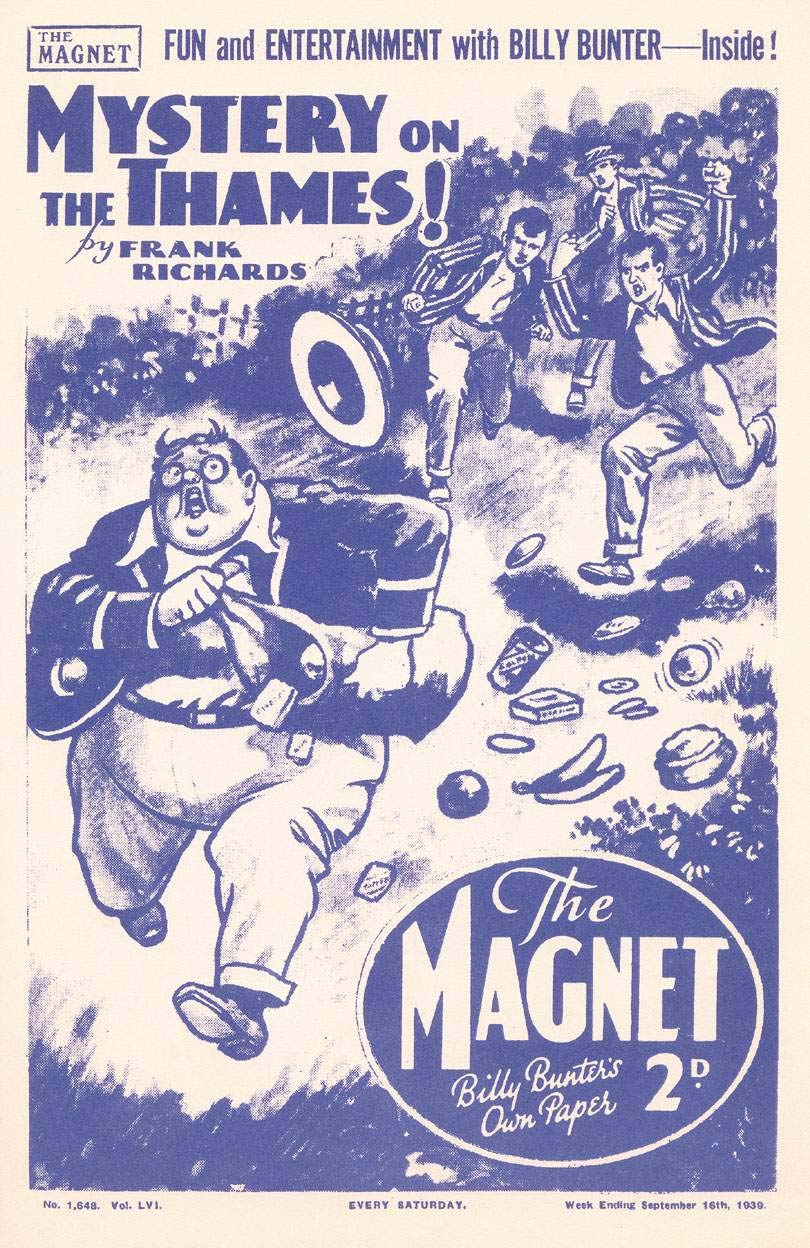 THE
MAGNET
FUN and ENTERTAINMENT with BILLY BUNTER—Inside!
MYSTERY ON
THE THAMES!
by FRANK
RICHARDS
The
MAGNET
Billy Bunter's
Own Paper
2D.
No. 1,648. Vol. LVI.
EVERY SATURDAY.
Week Ending September 16th, 1939.